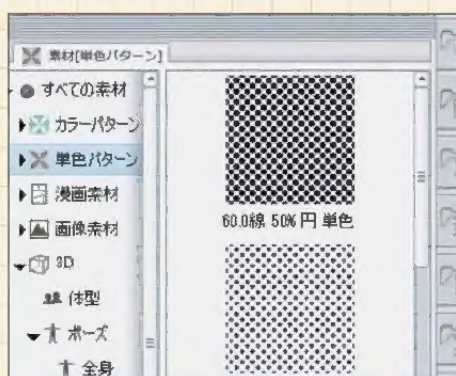 素材[単色パターン]
すべての素材
カラーパターン
単色パターン
漫画素材
画像素材
3D
体型
ポーズ
全身
60.0線 50% 円 単色